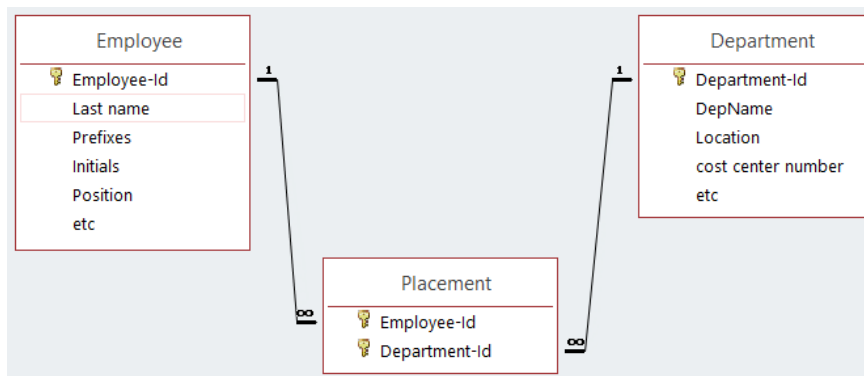 Employee
Employee-Id
Last name
Prefixes
Initials
Position
etc
1
1
Department
Department-Id
DepName
Location
cost center number
etc
Placement
Employee-Id
Department-Id
∞
∞